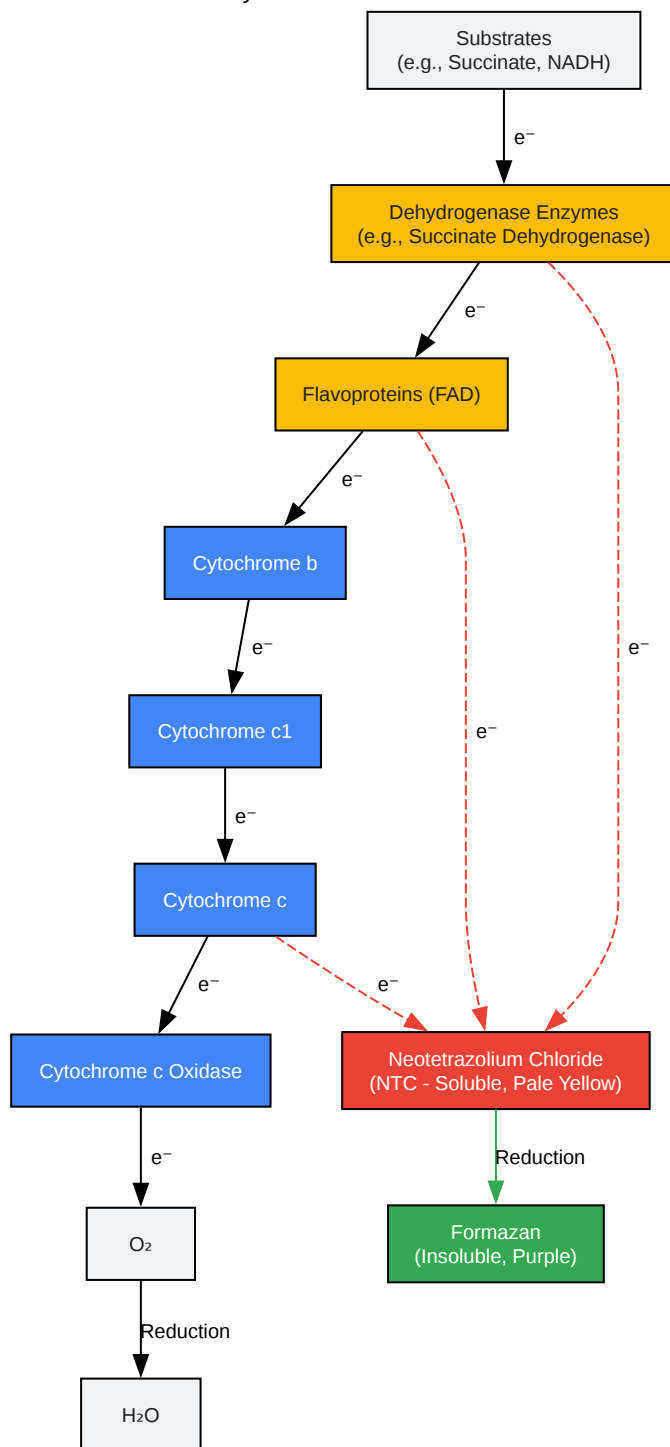 Substrates
(e.g., Succinate, NADH)
e⁻
Dehydrogenase Enzymes
(e.g., Succinate Dehydrogenase)
e⁻
Flavoproteins (FAD)
e⁻
Cytochrome b
e⁻
e⁻
Cytochrome c1
e⁻
e⁻
Cytochrome c
e⁻
e⁻
Cytochrome c Oxidase
Neotetrazolium Chloride
(NTC - Soluble, Pale Yellow)
e⁻
Reduction
O₂
Formazan
(Insoluble, Purple)
Reduction
H₂O